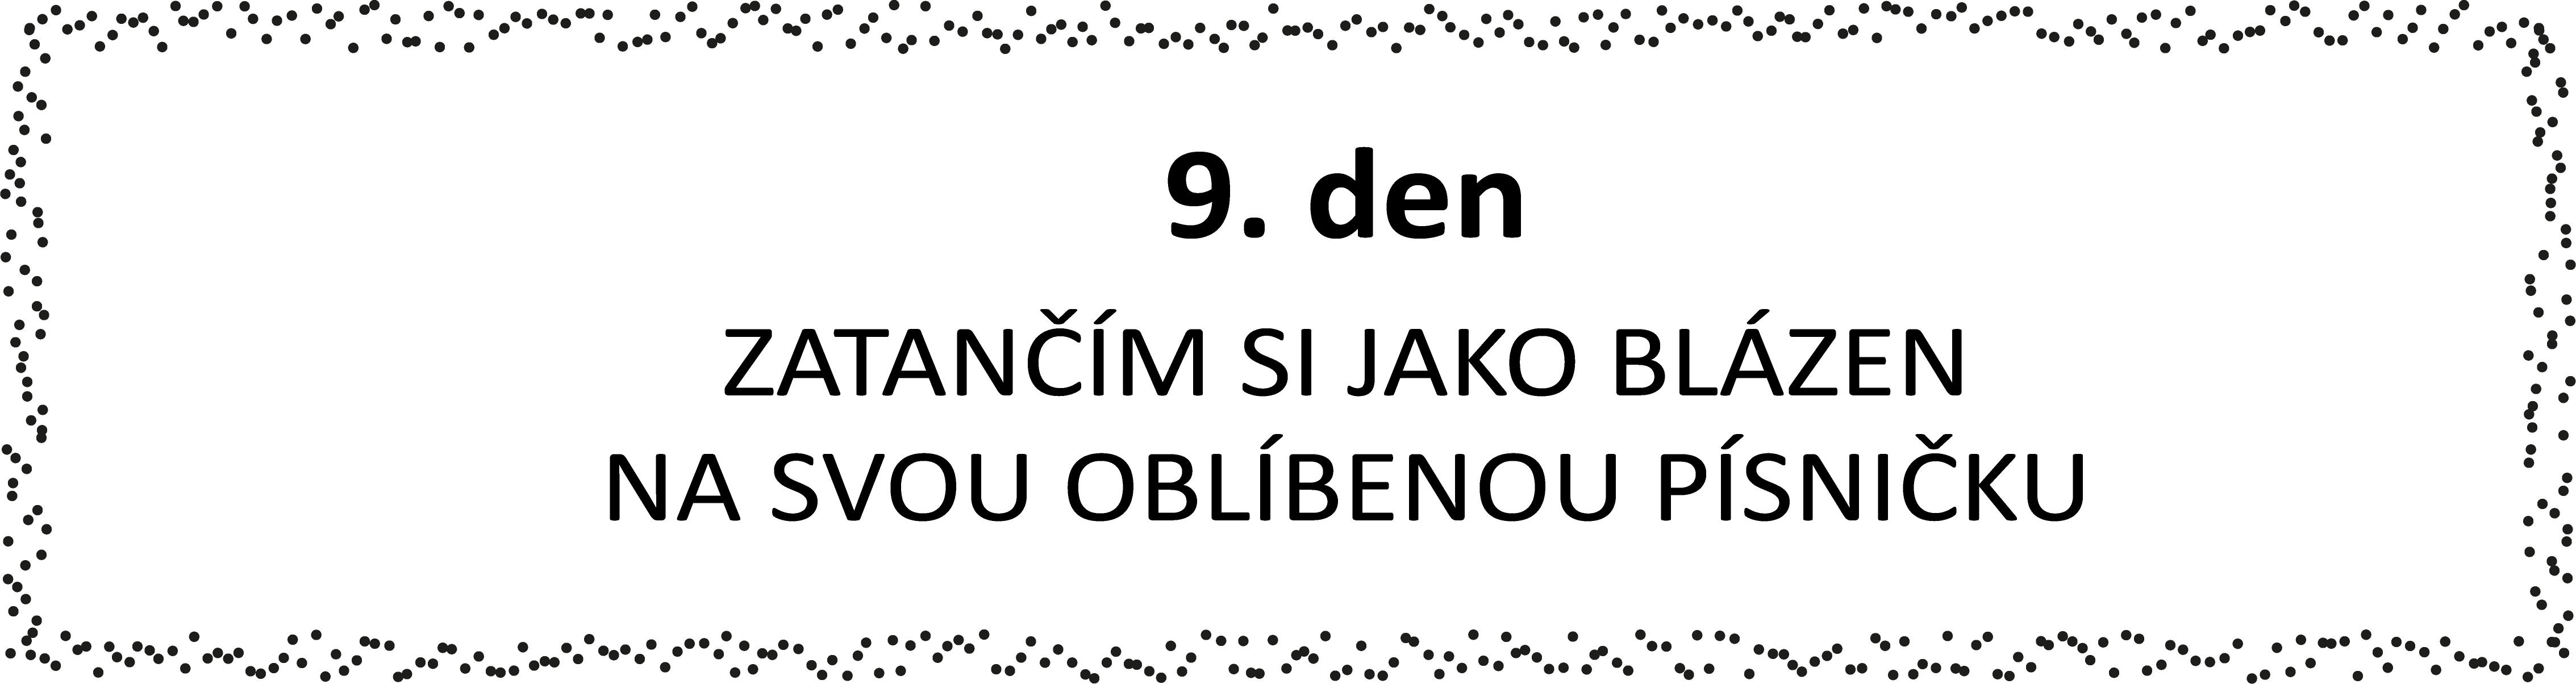 9. den
ZATANČÍM SI JAKO BLÁZEN
NA SVOU OBLÍBENOU PÍSNIČKU